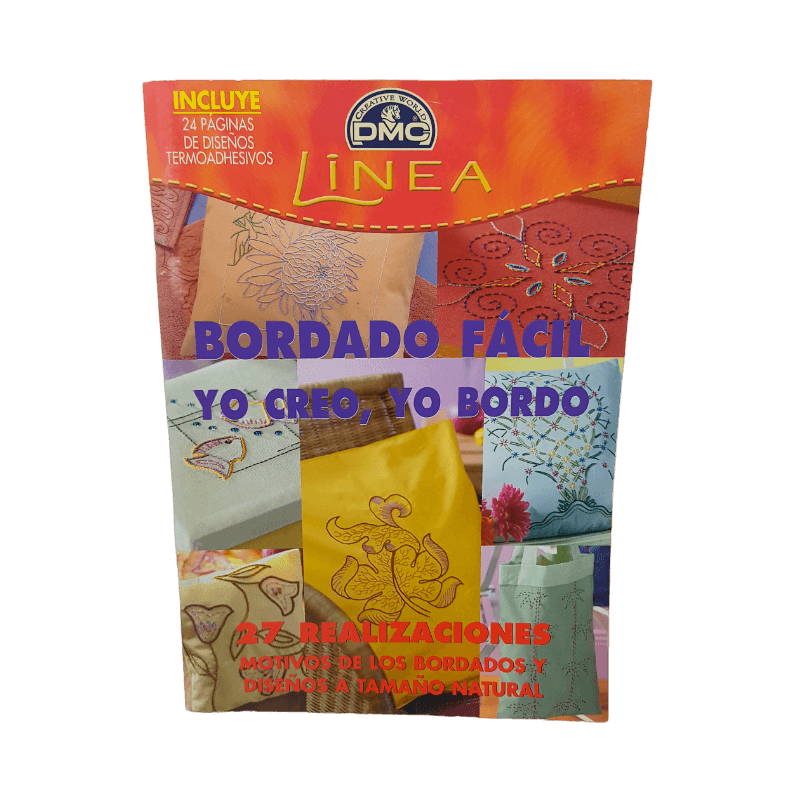 INCLUYE
24 PÁGINAS
DE DISEÑOS
TERMOADHESIVOS
CREATIVE WORLD
DMC®
LiNEA
BORDADO FÁCIL
YO CREO, YO BORDO
27 REALIZACIONES
MOTIVOS DE LOS BORDADOS Y
DISEÑOS A TAMAÑO NATURAL